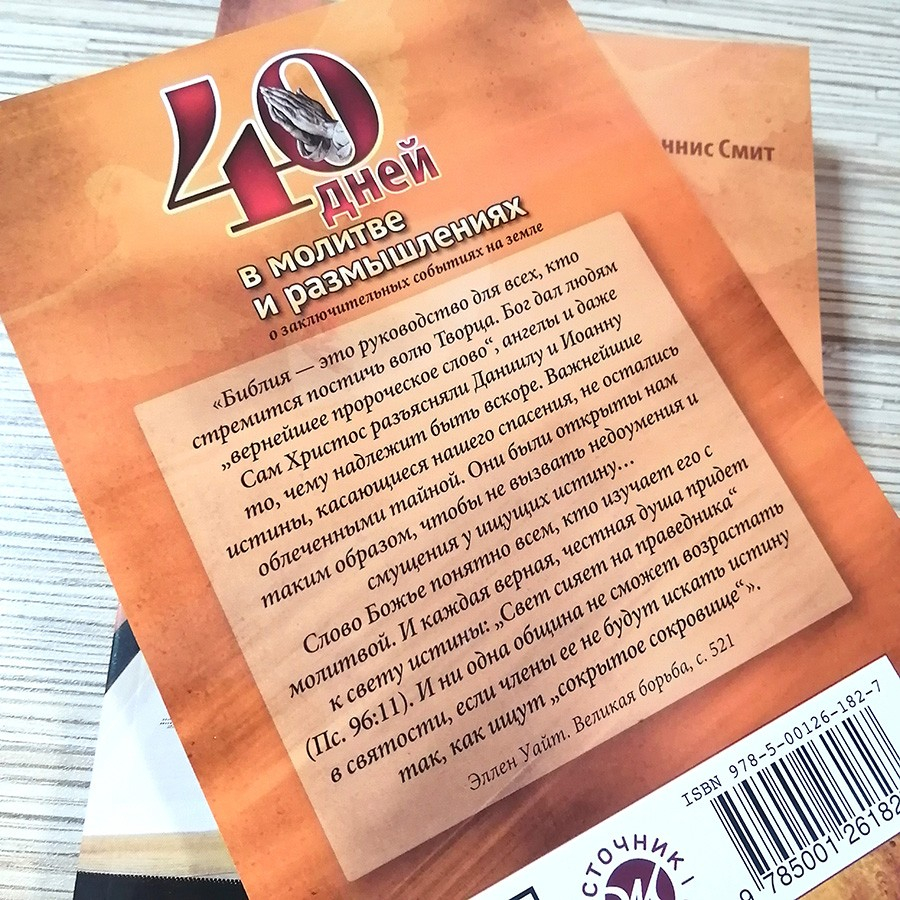 40
дней
в молитве
и размышлениях
о заключительных событиях на земле
«Библия — это руководство для всех, кто
стремится постичь волю Творца. Бог дал людям
„вернейшее пророческое слово“, ангелы и даже
Сам Христос разъясняли Даниилу и Иоанну
то, чему надлежит быть вскоре. Важнейшие
истины, касающиеся нашего спасения, не остались
облеченными тайной. Они были открыты нам
таким образом, чтобы не вызвать недоумения и
смущения у ищущих истину...
Слово Божье понятно всем, кто изучает его с
молитвой. И каждая верная, честная душа придет
к свету истины: „Свет сияет на праведника“
(Пс. 96:11). И ни одна община не сможет возрастать
в святости, если члены ее не будут искать истину
так, как ищут „сокрытое сокровище“».
Эллен Уайт. Великая борьба, с. 521
ннис Смит
ISBN 978-5-00126-182-7
9 785001 26182
СТОЧНИК